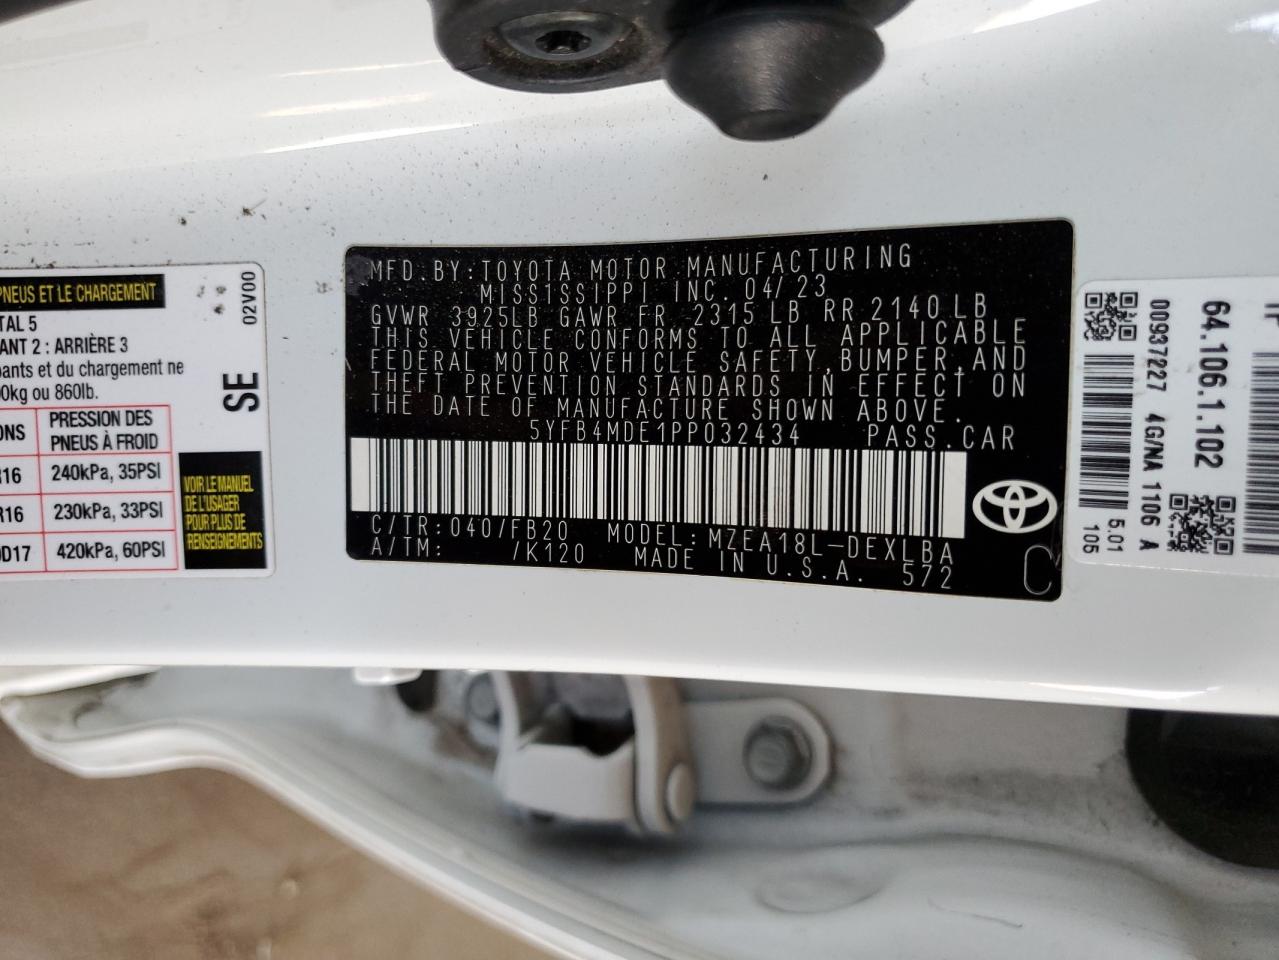 PNEUS ET LE CHARGEMENT
TAL 5
ANT 2 : ARRIÈRE 3
pants et du chargement ne
0kg ou 860lb.
ONS PRESSION DES PNEUS À FROID
R16 240kPa, 35PSI
R16 230kPa, 33PSI
0D17 420kPa, 60PSI
02V00
SE
VOIR LE MANUEL
DE L'USAGER
POUR PLUS DE
RENSEIGNEMENTS
MFD.BY:TOYOTA MOTOR MANUFACTURING
MISSISSIPPI INC. 04/23
GVWR 3925LB GAWR FR 2315 LB RR 2140 LB
THIS VEHICLE CONFORMS TO ALL APPLICABLE
FEDERAL MOTOR VEHICLE SAFETY,BUMPER,AND
THEFT PREVENTION STANDARDS IN EFFECT ON
THE DATE OF MANUFACTURE SHOWN ABOVE.
5YFB4MDE1PP032434 PASS.CAR
C/TR:040/FB20 MODEL:MZEA18L-DEXLBA
A/TM: /K120 MADE IN U.S.A. 572
C
00937227 4G/NA 1106 A
5.01
105
64.106.1.102